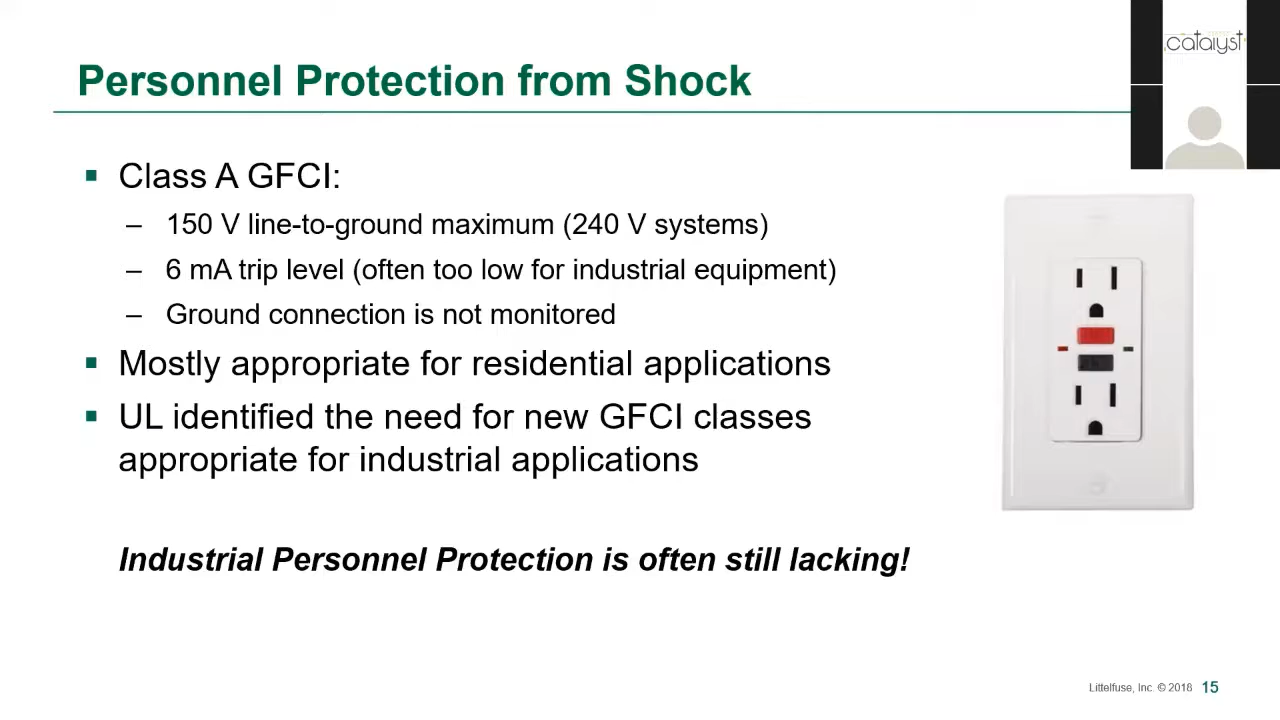 catalyst
Personnel Protection from Shock
▪ Class A GFCI:
– 150 V line-to-ground maximum (240 V systems)
– 6 mA trip level (often too low for industrial equipment)
– Ground connection is not monitored
▪ Mostly appropriate for residential applications
▪ UL identified the need for new GFCI classes
appropriate for industrial applications
Industrial Personnel Protection is often still lacking!
Littelfuse, Inc. © 2018 15